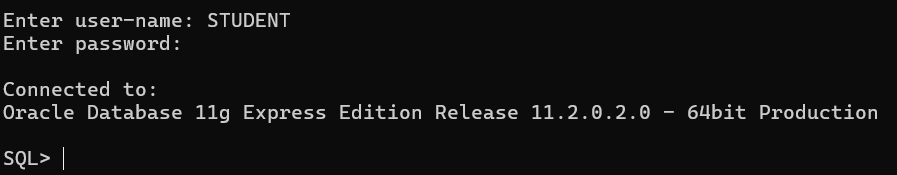 Enter user-name: STUDENT
Enter password:
Connected to:
Oracle Database 11g Express Edition Release 11.2.0.2.0 - 64bit Production
SQL>